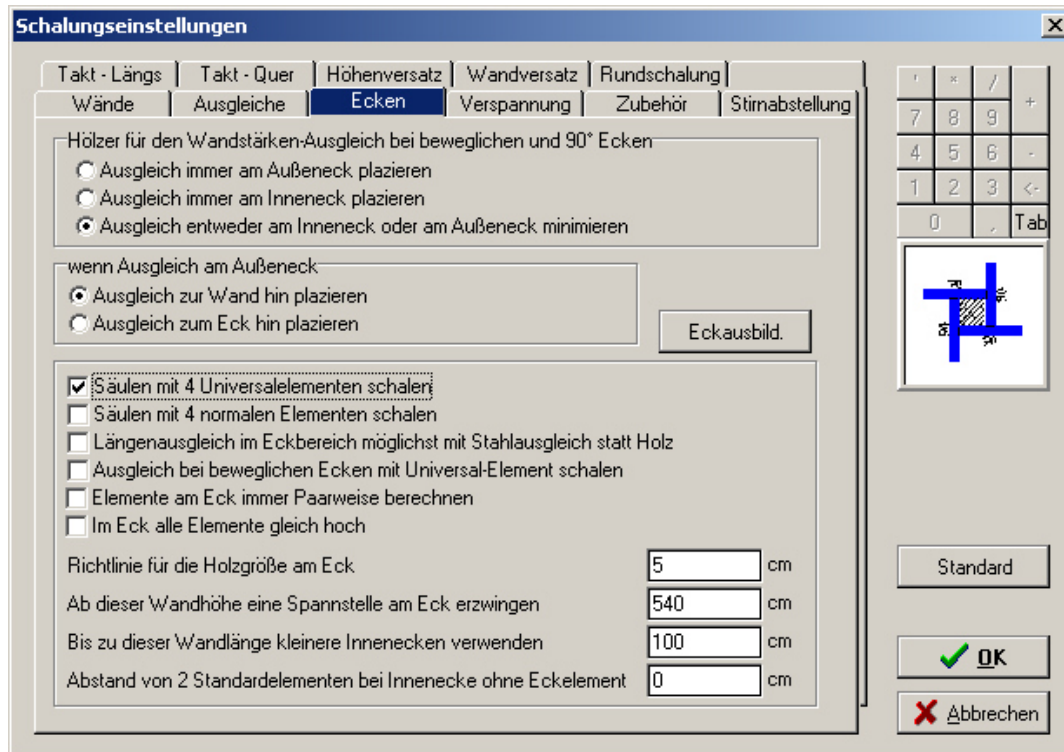 Schalungseinstellungen
Takt - Längs
Takt - Quer
Höhenversatz
Wandversatz
Rundschalung
Wände
Ausgleiche
Ecken
Verspannung
Zubehör
Stirnabstellung
Hölzer für den Wandstärken-Ausgleich bei beweglichen und 90° Ecken
Ausgleich immer am Außeneck plazieren
Ausgleich immer am Inneneck plazieren
Ausgleich entweder am Inneneck oder am Außeneck minimieren
wenn Ausgleich am Außeneck
Ausgleich zur Wand hin plazieren
Ausgleich zum Eck hin plazieren
Eckausbild.
Säulen mit 4 Universalelementen schalen
Säulen mit 4 normalen Elementen schalen
Längenausgleich im Eckbereich möglichst mit Stahlausgleich statt Holz
Ausgleich bei beweglichen Ecken mit Universal-Element schalen
Elemente am Eck immer Paarweise berechnen
Im Eck alle Elemente gleich hoch
Richtlinie für die Holzgröße am Eck 5 cm
Ab dieser Wandhöhe eine Spannstelle am Eck erzwingen 540 cm
Bis zu dieser Wandlänge kleinere Innenecken verwenden 100 cm
Abstand von 2 Standardelementen bei Innenecke ohne Eckelement 0 cm
' * / +
7 8 9
4 5 6 -
1 2 3 <-
0 , Tab
Standard
OK
Abbrechen